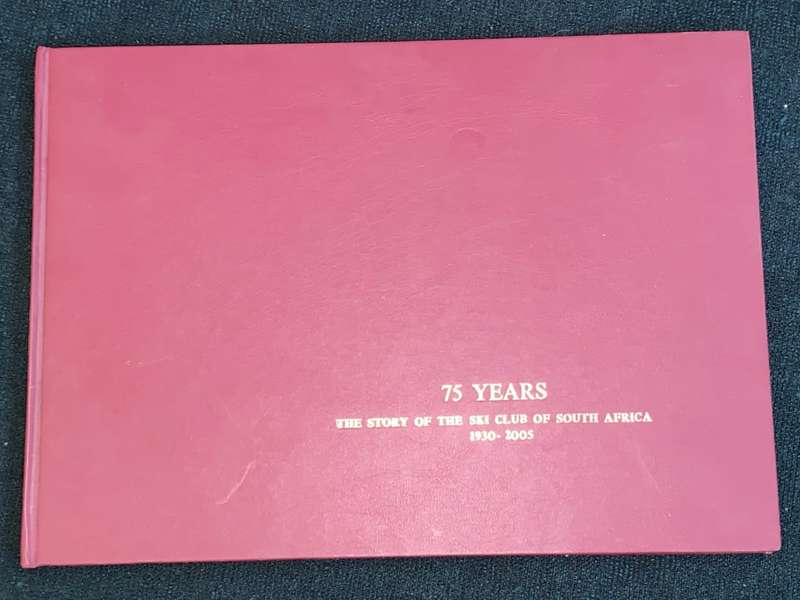 75 YEARS
THE STORY OF THE SKI CLUB OF SOUTH AFRICA
1930-2005